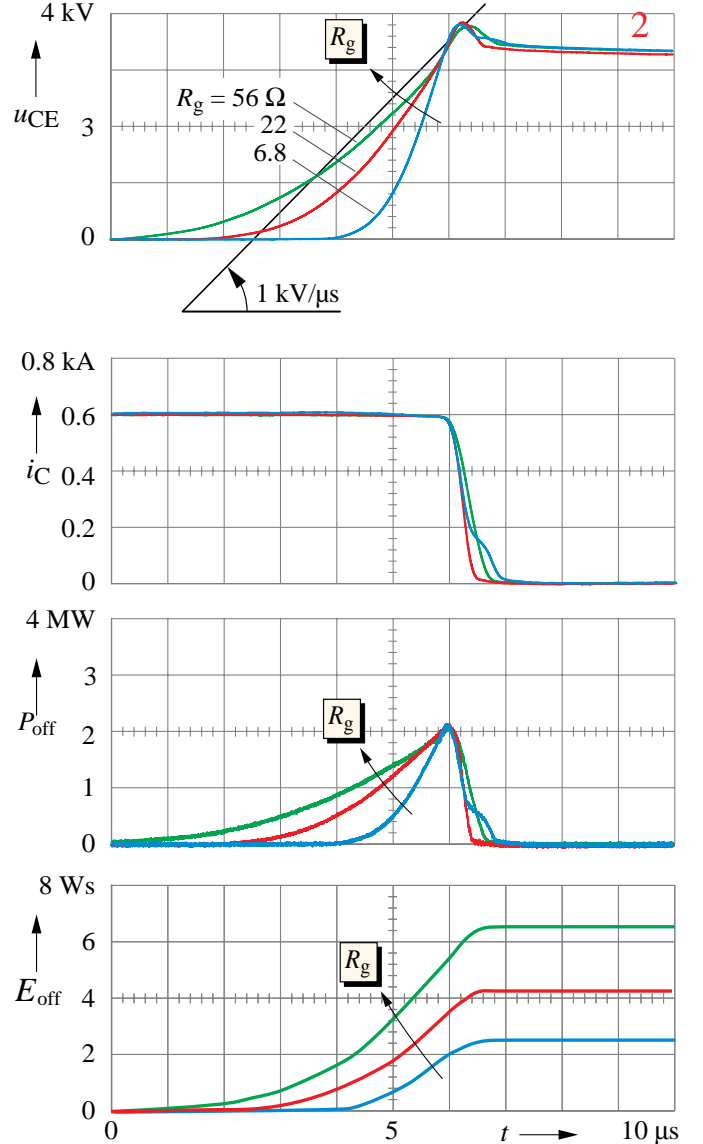 4 kV
2
R_g
R_g = 56 Ω
u_CE
3
22
6.8
0
1 kV/μs
0.8 kA
0.6
i_C
0.4
0.2
0
4 MW
3
P_off
R_g
2
1
0
8 Ws
6
R_g
E_off
4
2
0
0 5 t 10 μs